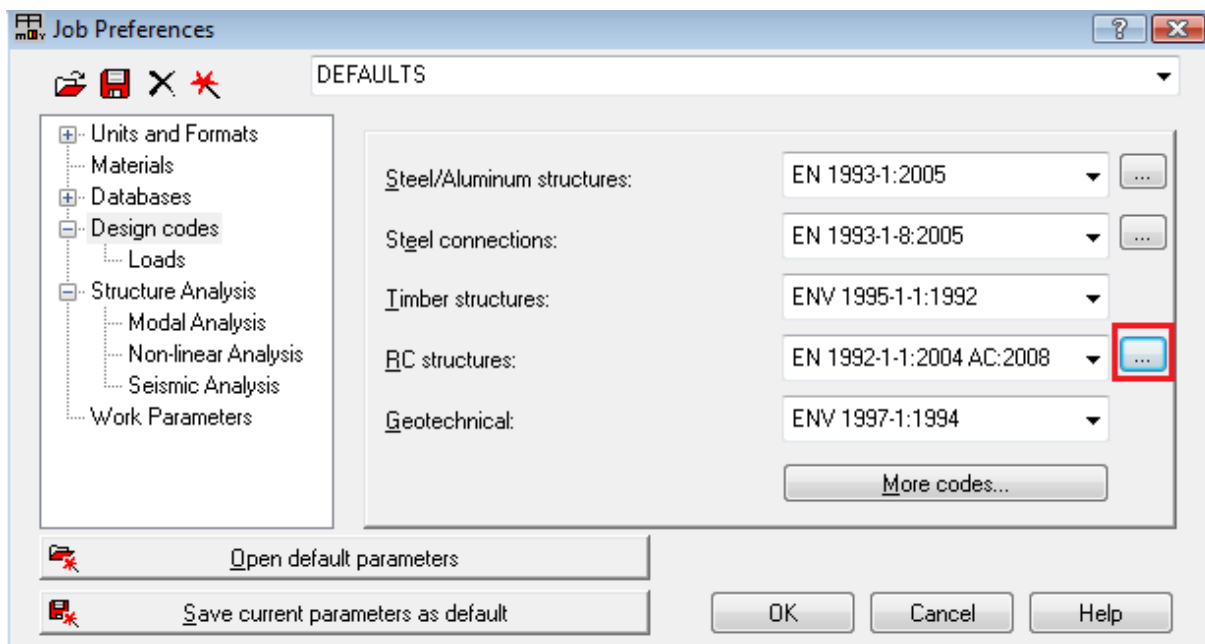 Job Preferences
DEFAULTS
Units and Formats
Materials
Databases
Design codes
Loads
Structure Analysis
Modal Analysis
Non-linear Analysis
Seismic Analysis
Work Parameters
Steel/Aluminum structures: EN 1993-1:2005 ...
Steel connections: EN 1993-1-8:2005 ...
Timber structures: ENV 1995-1-1:1992
RC structures: EN 1992-1-1:2004 AC:2008 ...
Geotechnical: ENV 1997-1:1994
More codes...
Open default parameters
Save current parameters as default
OK Cancel Help